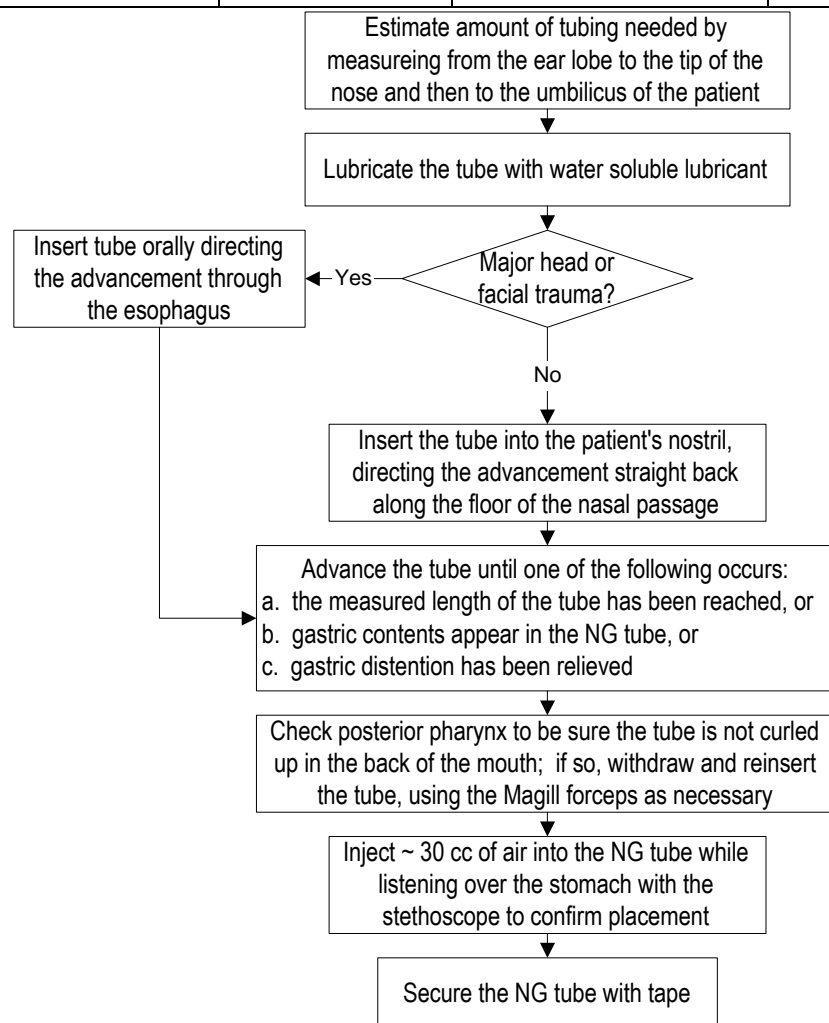 Estimate amount of tubing needed by
measureing from the ear lobe to the tip of the
nose and then to the umbilicus of the patient
Lubricate the tube with water soluble lubricant
Major head or
facial trauma?
Yes
Insert tube orally directing
the advancement through
the esophagus
No
Insert the tube into the patient's nostril,
directing the advancement straight back
along the floor of the nasal passage
Advance the tube until one of the following occurs:
a. the measured length of the tube has been reached, or
b. gastric contents appear in the NG tube, or
c. gastric distention has been relieved
Check posterior pharynx to be sure the tube is not curled
up in the back of the mouth; if so, withdraw and reinsert
the tube, using the Magill forceps as necessary
Inject ~ 30 cc of air into the NG tube while
listening over the stomach with the
stethoscope to confirm placement
Secure the NG tube with tape